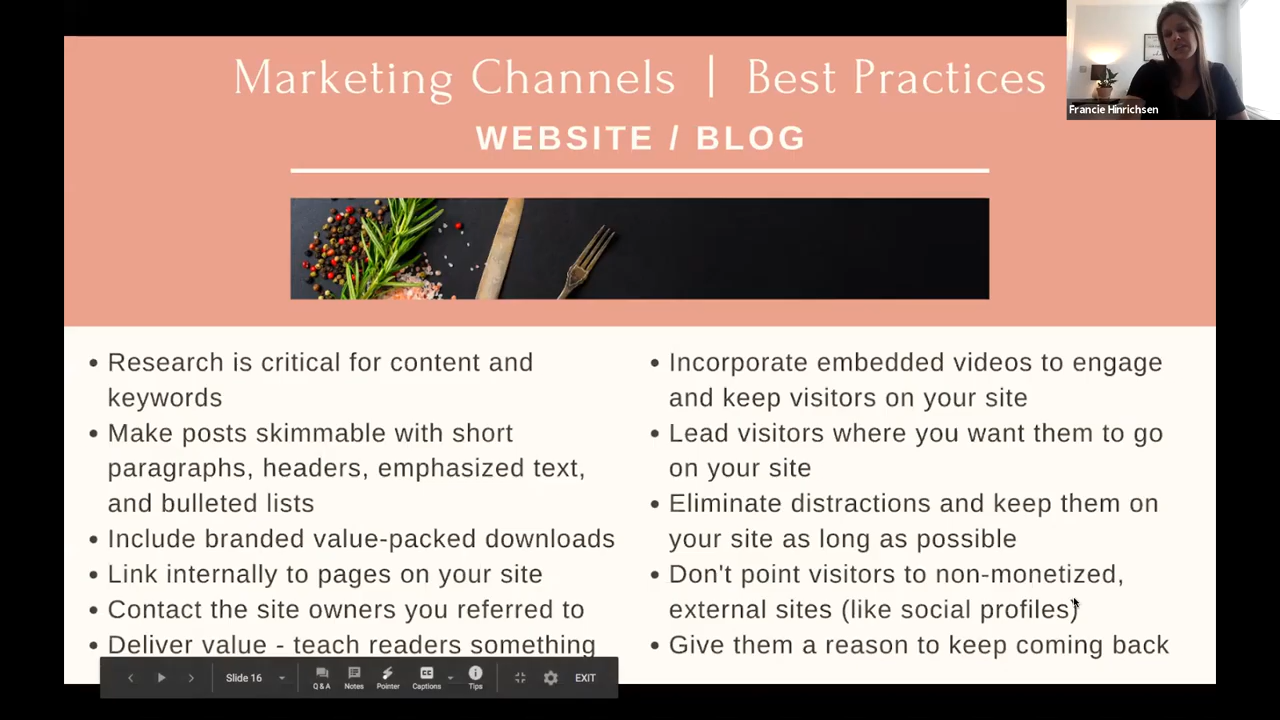 Marketing Channels | Best Practices
WEBSITE / BLOG
Francie Hinrichsen
• Research is critical for content and
keywords
• Make posts skimmable with short
paragraphs, headers, emphasized text,
and bulleted lists
• Include branded value-packed downloads
• Link internally to pages on your site
• Contact the site owners you referred to
• Deliver value - teach readers something
• Incorporate embedded videos to engage
and keep visitors on your site
• Lead visitors where you want them to go
on your site
• Eliminate distractions and keep them on
your site as long as possible
• Don't point visitors to non-monetized,
external sites (like social profiles)
• Give them a reason to keep coming back
Slide 16
Q & A
Notes
Pointer
Captions
Tips
EXIT